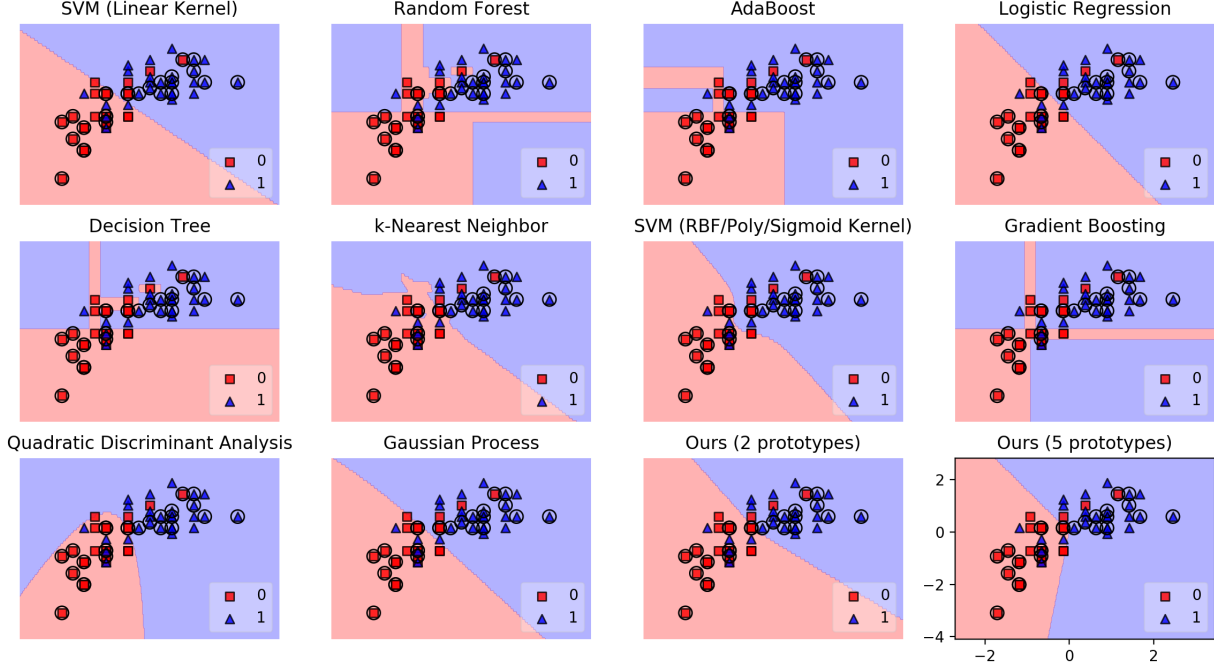 SVM (Linear Kernel)
Random Forest
AdaBoost
Logistic Regression
0
1
0
1
0
1
0
1
Decision Tree
k-Nearest Neighbor
SVM (RBF/Poly/Sigmoid Kernel)
Gradient Boosting
0
1
0
1
0
1
0
1
Quadratic Discriminant Analysis
Gaussian Process
Ours (2 prototypes)
Ours (5 prototypes)
2
0
−2
−4
0
1
0
1
0
1
0
1
−2
0
2